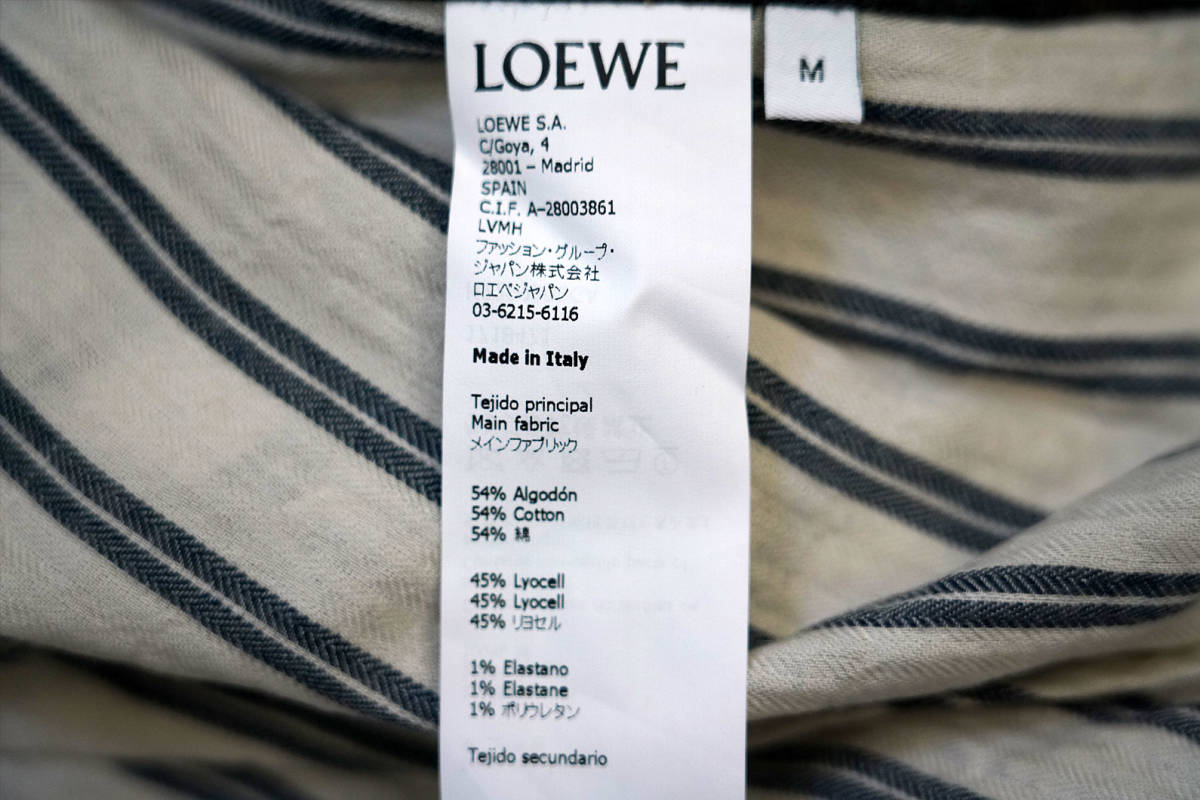 LOEWE
M
LOEWE S.A.
C/Goya, 4
28001 – Madrid
SPAIN
C.I.F. A-28003861
LVMH
ファッション・グループ・
ジャパン株式会社
ロエベジャパン
03-6215-6116
Made in Italy
Tejido principal
Main fabric
メインファブリック
54% Algodón
54% Cotton
54% 綿
45% Lyocell
45% Lyocell
45% リヨセル
1% Elastano
1% Elastane
1% ポリウレタン
Tejido secundario